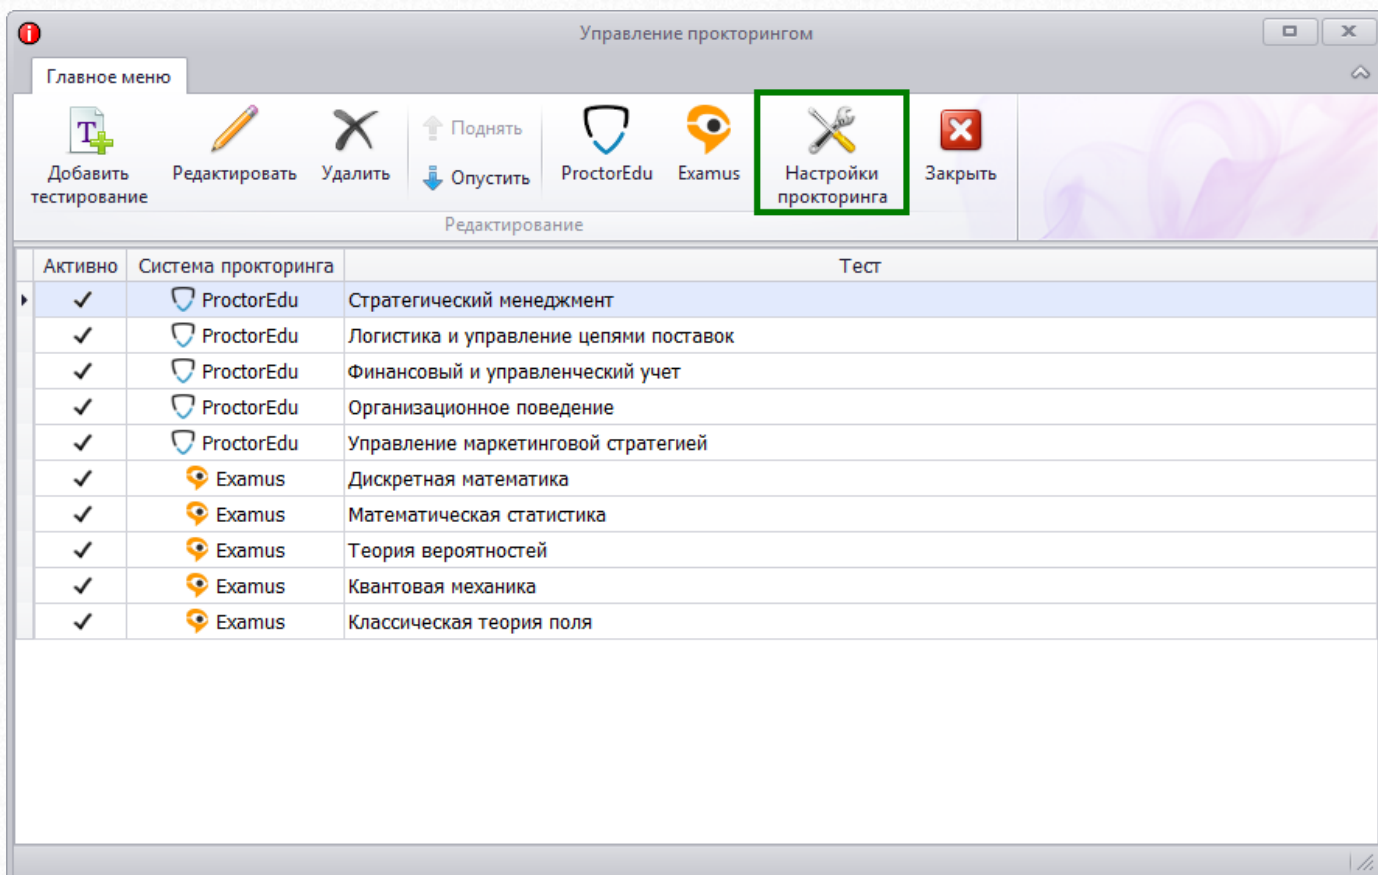 Управление прокторингом
Главное меню
Добавить
тестирование
Редактировать
Удалить
Поднять
Опустить
ProctorEdu
Examus
Настройки
прокторинга
Закрыть
Редактирование
Активно Система прокторинга Тест
ProctorEdu Стратегический менеджмент
ProctorEdu Логистика и управление цепями поставок
ProctorEdu Финансовый и управленческий учет
ProctorEdu Организационное поведение
ProctorEdu Управление маркетинговой стратегией
Examus Дискретная математика
Examus Математическая статистика
Examus Теория вероятностей
Examus Квантовая механика
Examus Классическая теория поля